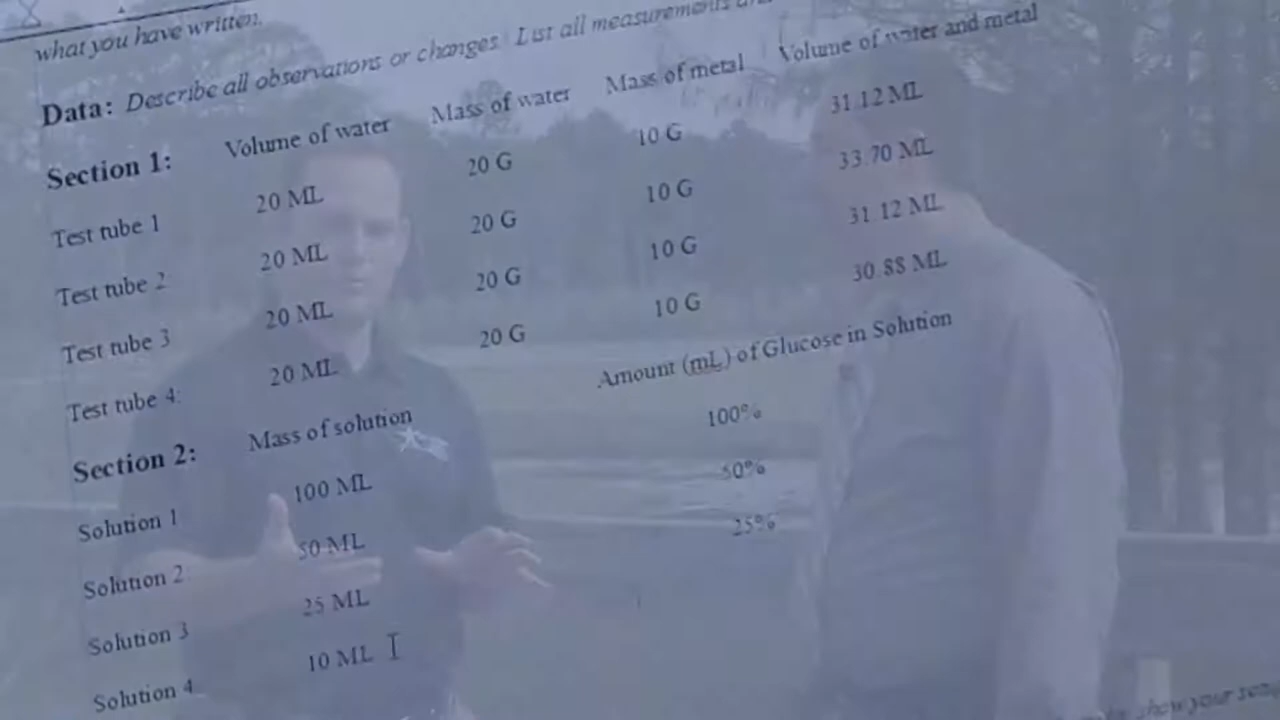 what you have written.
Data: Describe all observations or changes. List all measurements
Section 1: Volume of water Mass of water Mass of metal Volume of water and metal
Test tube 1 20 ML 20 G 10 G 31.12 ML
Test tube 2 20 ML 20 G 10 G 33.70 ML
Test tube 3 20 ML 20 G 10 G 31.12 ML
Test tube 4: 20 ML 20 G 10 G 30.88 ML
Section 2: Mass of solution Amount (mL) of Glucose in Solution
Solution 1 100 ML 100%
Solution 2 50 ML 50%
Solution 3 25 ML 25%
Solution 4 10 ML
show your